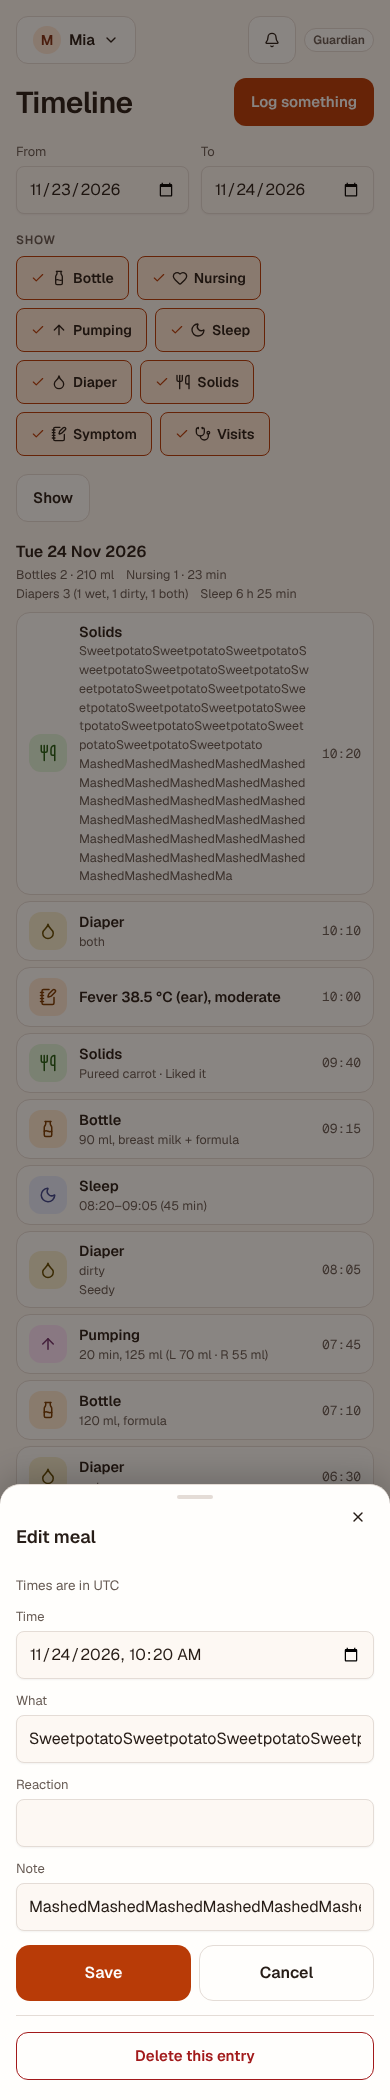 M Mia
Guardian
Timeline
Log something
From
To
11/23/2026
11/24/2026
SHOW
Bottle
Nursing
Pumping
Sleep
Diaper
Solids
Symptom
Visits
Show
Tue 24 Nov 2026
Bottles 2 · 210 ml Nursing 1 · 23 min
Diapers 3 (1 wet, 1 dirty, 1 both) Sleep 6 h 25 min
Solids
SweetpotatoSweetpotatoSweetpotatoS
weetpotatoSweetpotatoSweetpotatoSw
eetpotatoSweetpotatoSweetpotatoSwe
etpotatoSweetpotatoSweetpotatoSwee
tpotatoSweetpotatoSweetpotatoSweet
potatoSweetpotatoSweetpotato
MashedMashedMashedMashedMashed
MashedMashedMashedMashedMashed
MashedMashedMashedMashedMashed
MashedMashedMashedMashedMashed
MashedMashedMashedMashedMashed
MashedMashedMashedMashedMashed
MashedMashedMashedMa
10:20
Diaper
both
10:10
Fever 38.5 °C (ear), moderate
10:00
Solids
Pureed carrot · Liked it
09:40
Bottle
90 ml, breast milk + formula
09:15
Sleep
08:20–09:05 (45 min)
Diaper
dirty
Seedy
08:05
Pumping
20 min, 125 ml (L 70 ml · R 55 ml)
07:45
Bottle
120 ml, formula
07:10
Diaper
06:30
Edit meal
Times are in UTC
Time
11/24/2026, 10:20 AM
What
SweetpotatoSweetpotatoSweetpotatoSweetp
Reaction
Note
MashedMashedMashedMashedMashedMashe
Save
Cancel
Delete this entry